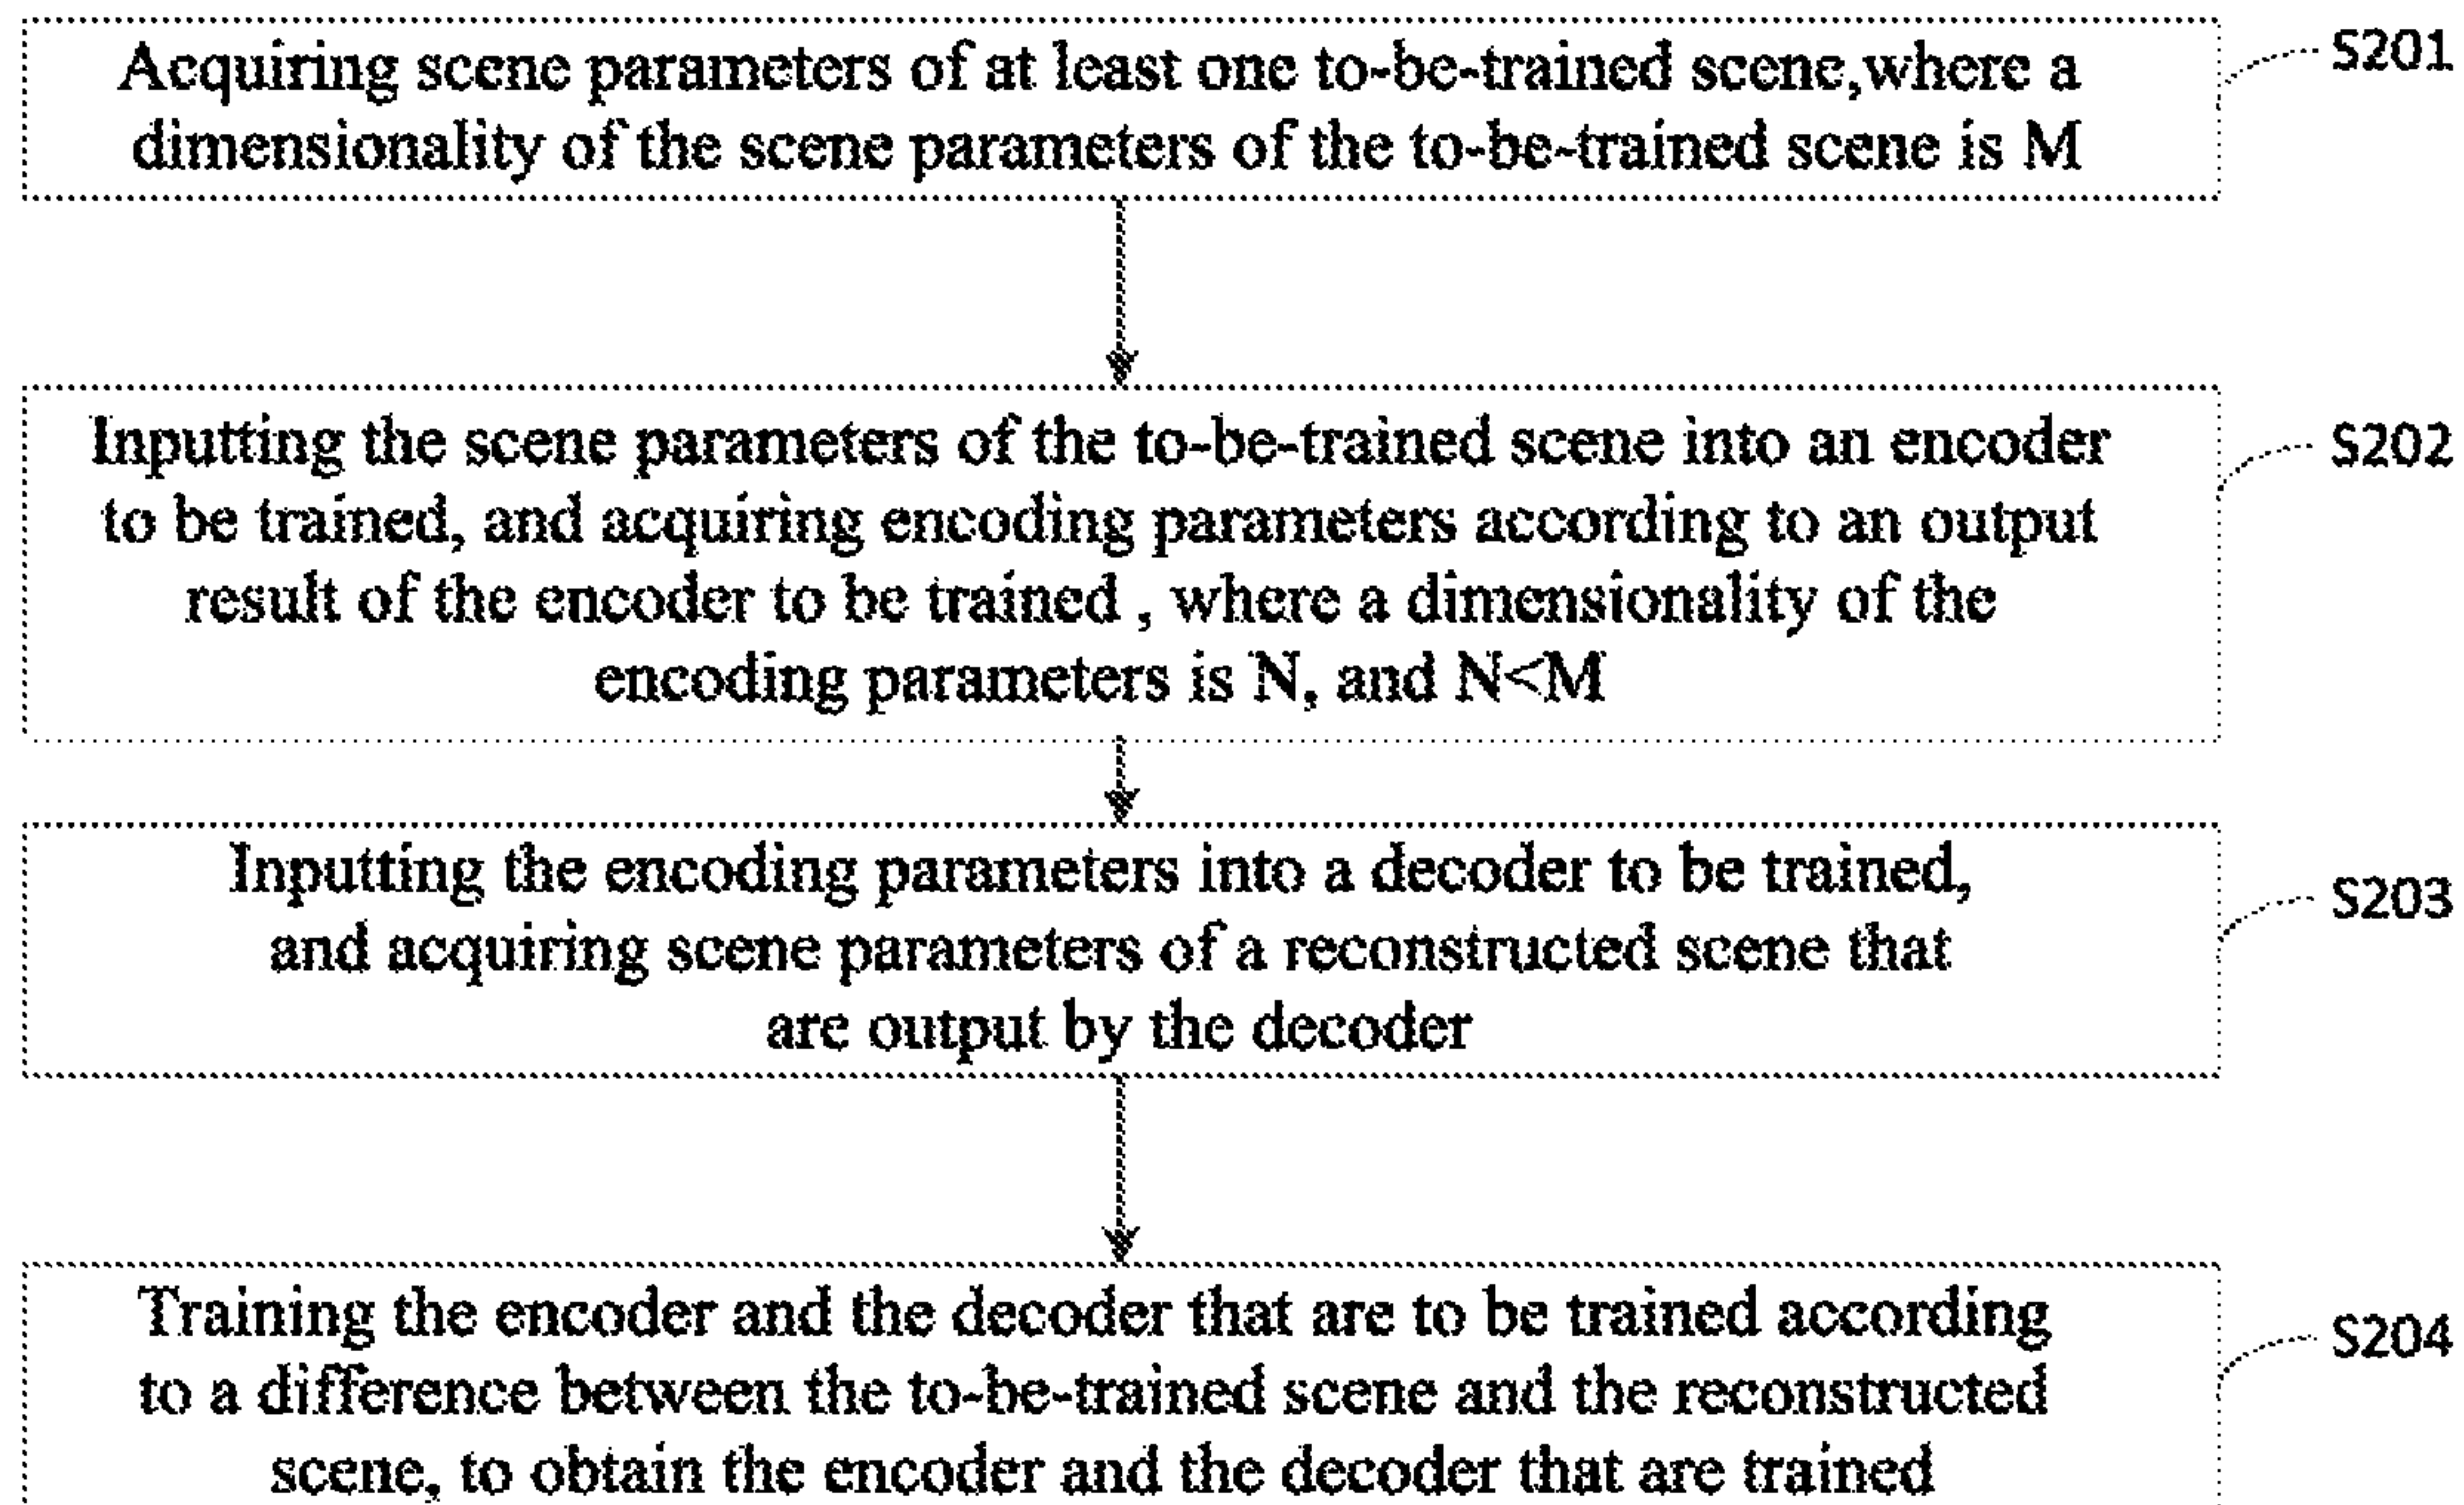 Acquiring scene parameters of at least one to-be-trained scene,where a
dimensionality of the scene parameters of the to-be-trained scene is M
S201
Inputting the scene parameters of the to-be-trained scene into an encoder
to be trained, and acquiring encoding parameters according to an output
result of the encoder to be trained , where a dimensionality of the
encoding parameters is N, and N<M
S202
Inputting the encoding parameters into a decoder to be trained,
and acquiring scene parameters of a reconstructed scene that
are output by the decoder
S203
Training the encoder and the decoder that are to be trained according
to a difference between the to-be-trained scene and the reconstructed
scene, to obtain the encoder and the decoder that are trained
S204